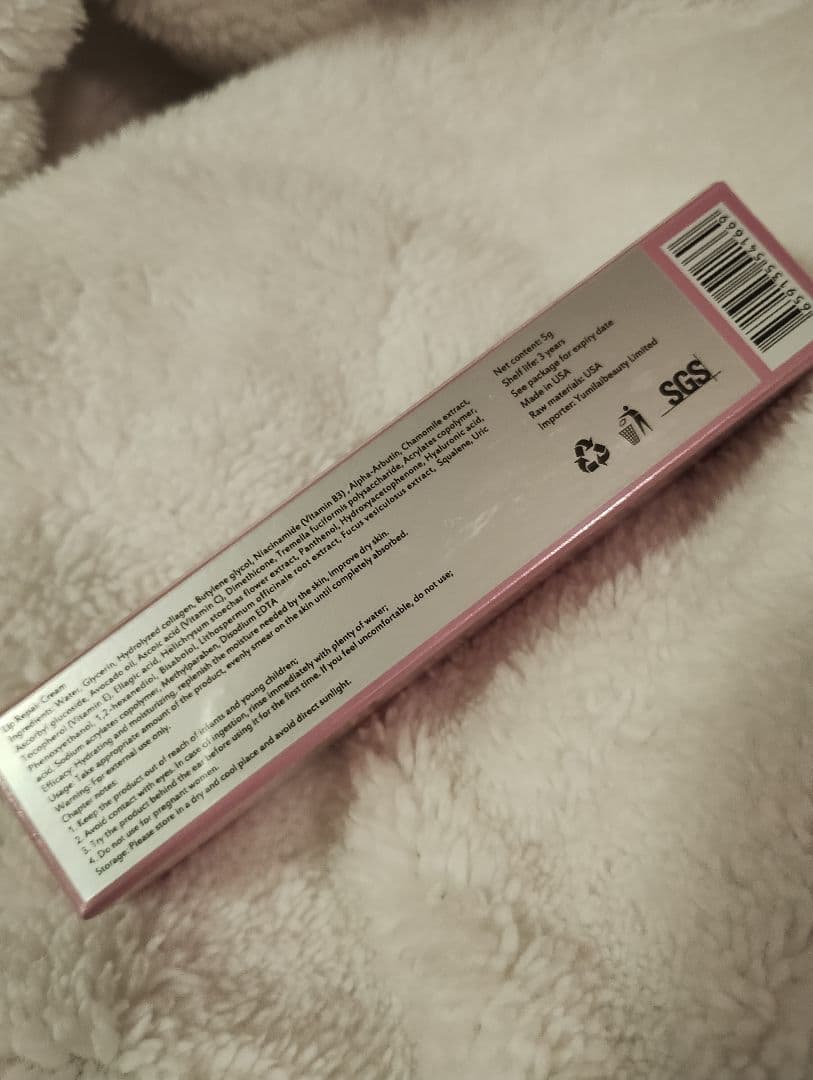 Lip Repair Cream
Ingredients: Water, Glycerin, Hydrolyzed collagen, Butylene glycol, Niacinamide (Vitamin B3), Alpha-Arbutin, Chamomile extract,
Ascorbyl glucoside, Avocado oil, Ascoic acid (Vitamin C), Dimethicone, Tremella fuciformis polysaccharide, Acrylates copolymer,
Tocopherol (Vitamin E), Ellagic acid, Helichrysum stoechas flower extract, Panthenol, Hydroxyacetophenone, Hyaluronic acid,
Phenoxyethanol, 1,2-hexanediol, Bisabolol, Lithospermum officinale root extract, Fucus vesiculosus extract, Squalene, Uric
acid, Sodium acrylates copolymer, Methylparaben, Disodium EDTA
Efficacy: Hydrating and moisturizing, replenish the moisture needed by the skin, improve dry skin.
Usage: Take appropriate amount of the product, evenly smear on the skin until completely absorbed.
Warning: For external use only.
Chapter notes:
1. Keep the product out of reach of infants and young children;
2. Avoid contact with eyes. In case of ingestion, rinse immediately with plenty of water;
3. Try the product behind the ear before using it for the first time. If you feel uncomfortable, do not use;
4. Do not use for pregnant women.
Storage: Please store in a dry and cool place and avoid direct sunlight.
Net content: 5g
Shelf life: 3 years
See package for expiry date
Made in USA
Raw materials: USA
Importer: Yumilaibeauty Limited
SGS